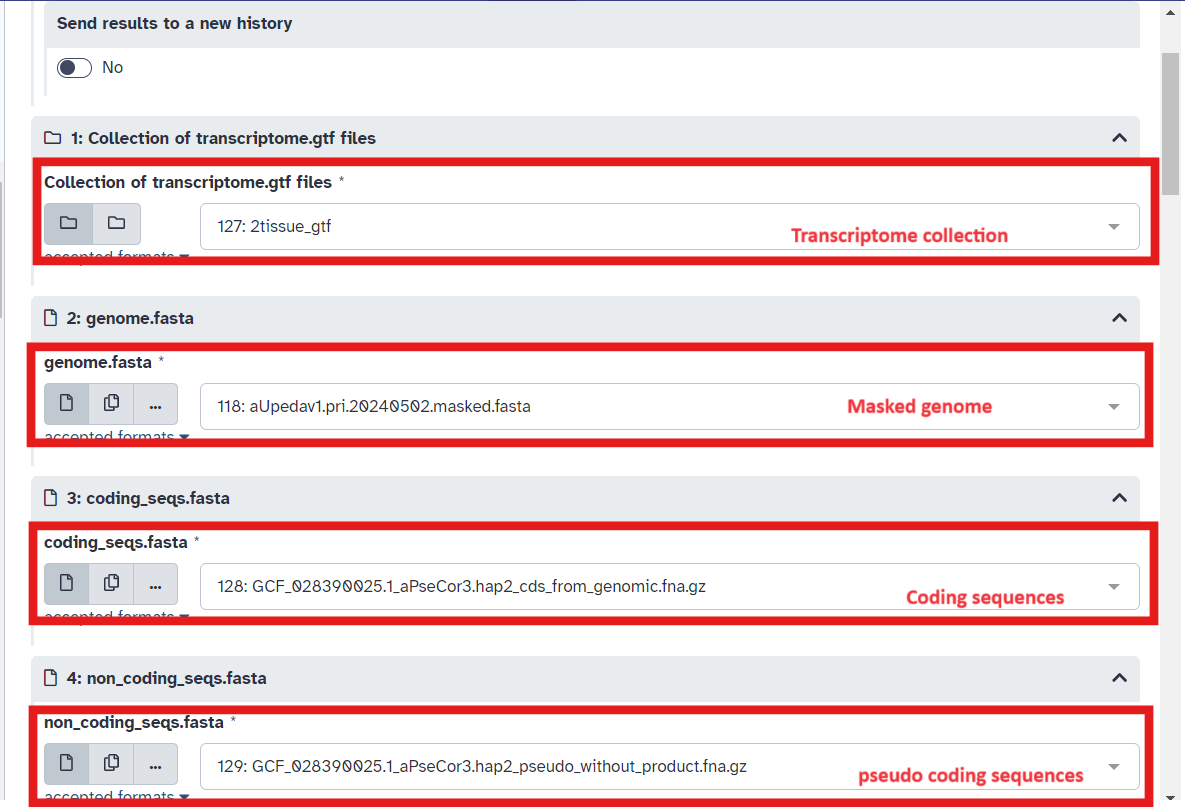 Send results to a new history
No
1: Collection of transcriptome.gtf files
Collection of transcriptome.gtf files *
127: 2tissue_gtf
Transcriptome collection
accepted formats
2: genome.fasta
genome.fasta *
...
118: aUpedav1.pri.20240502.masked.fasta
Masked genome
accepted formats
3: coding_seqs.fasta
coding_seqs.fasta *
...
128: GCF_028390025.1_aPseCor3.hap2_cds_from_genomic.fna.gz
Coding sequences
accepted formats
4: non_coding_seqs.fasta
non_coding_seqs.fasta *
...
129: GCF_028390025.1_aPseCor3.hap2_pseudo_without_product.fna.gz
pseudo coding sequences
accepted formats